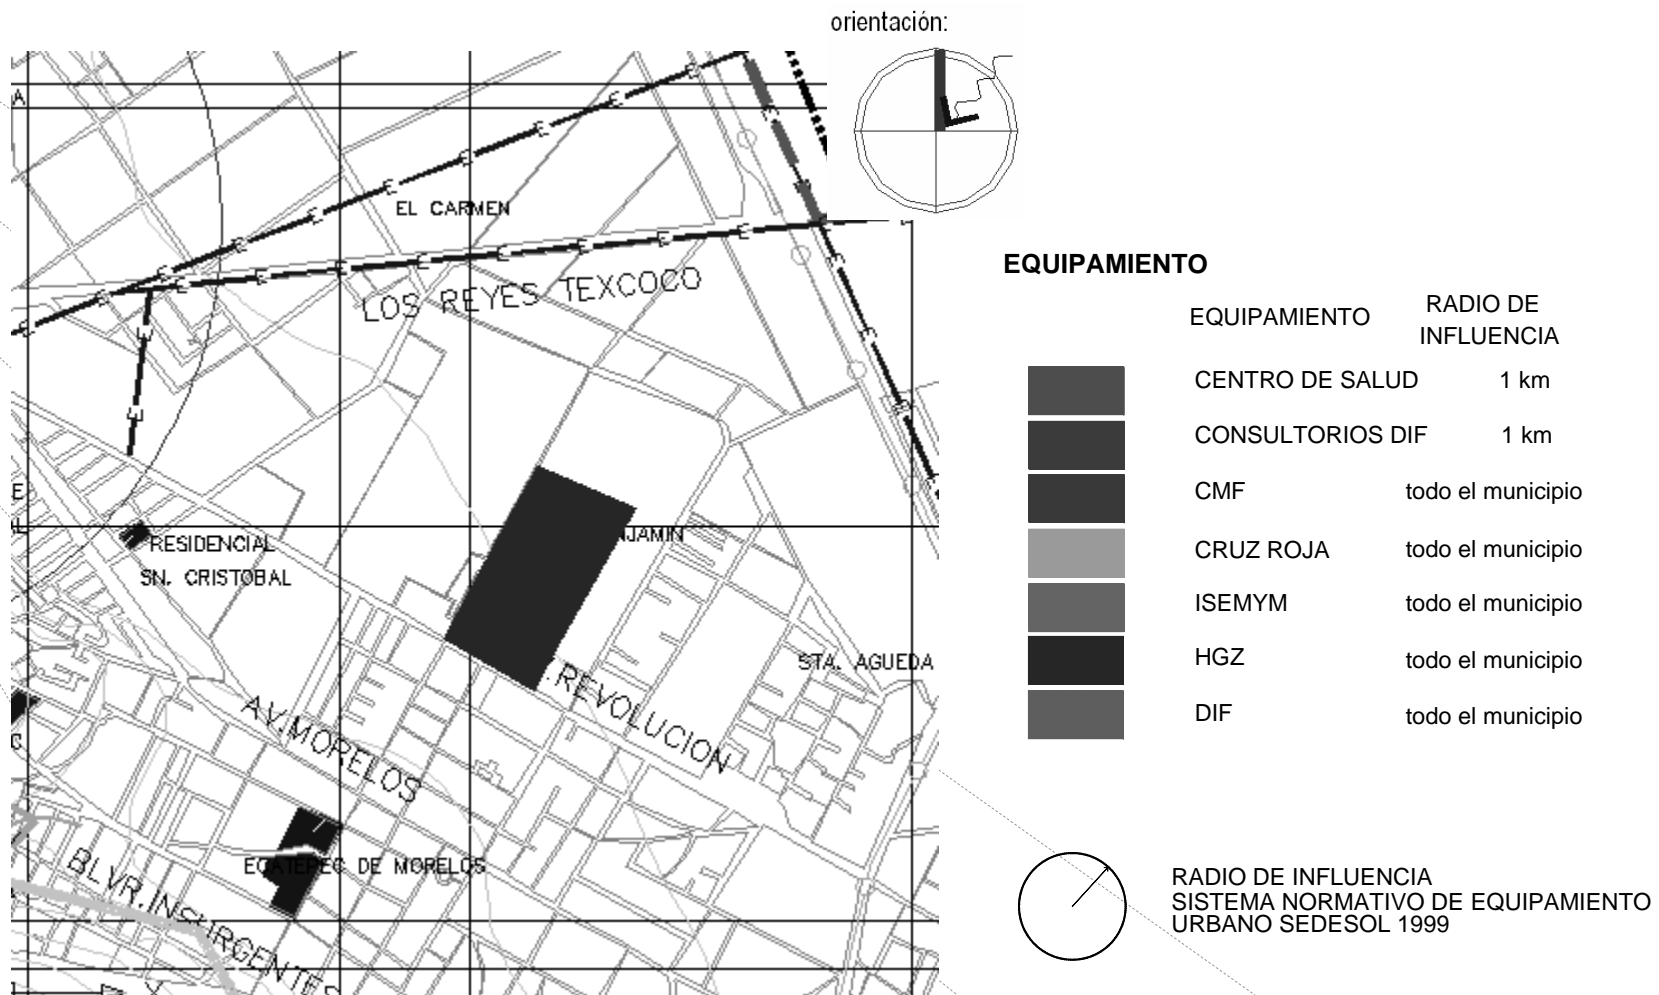 orientación:
A
EL CARMEN
LOS REYES TEXCOCO
E
NJAMIN
RESIDENCIAL
SN. CRISTOBAL
STA. AGUEDA
. REVOLUCION
AV. MORELOS
C
ECATEPEC DE MORELOS
BLVR. INSURGENTES
EQUIPAMIENTO
EQUIPAMIENTO
RADIO DE
INFLUENCIA
CENTRO DE SALUD 1 km
CONSULTORIOS DIF 1 km
CMF todo el municipio
CRUZ ROJA todo el municipio
ISEMYM todo el municipio
HGZ todo el municipio
DIF todo el municipio
RADIO DE INFLUENCIA
SISTEMA NORMATIVO DE EQUIPAMIENTO
URBANO SEDESOL 1999